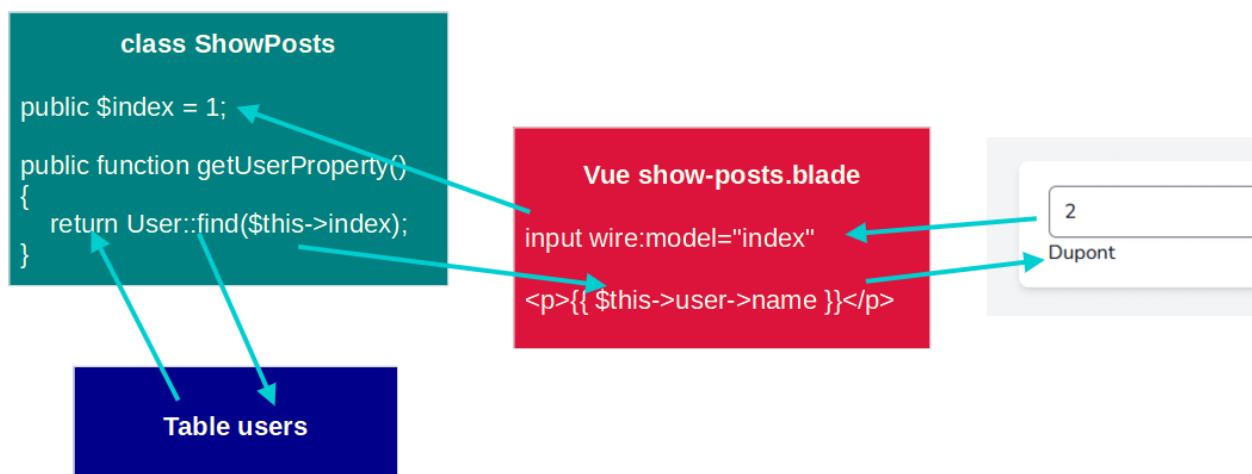 class ShowPosts
public $index = 1;
public function getUserProperty()
{
return User::find($this->index);
}
Table users
Vue show-posts.blade
input wire:model="index"
<p>{{ $this->user->name }}</p>
2
Dupont